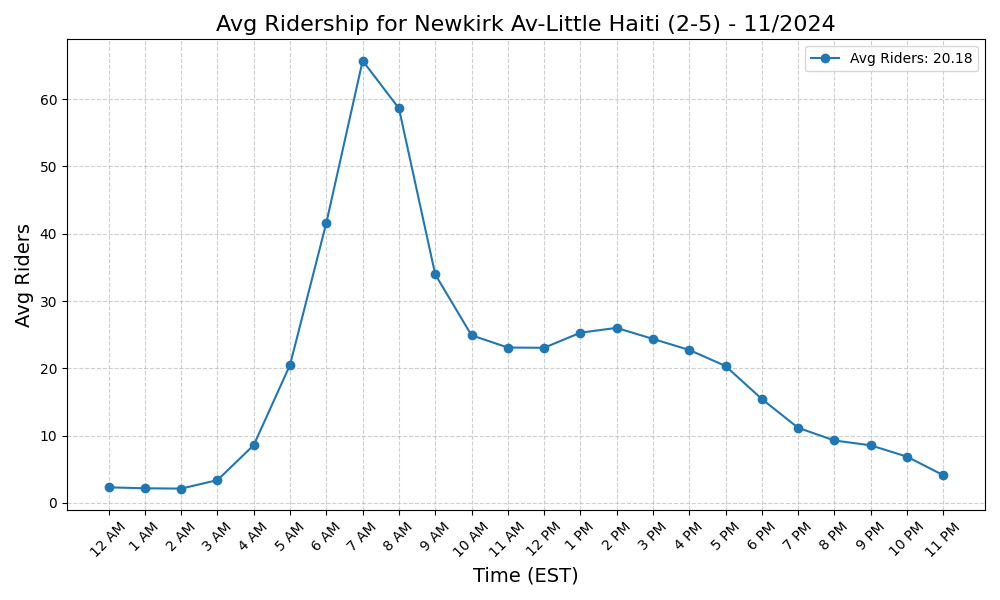 Avg Ridership for Newkirk Av-Little Haiti (2-5) - 11/2024
Avg Riders: 20.18
Avg Riders
60
50
40
30
20
10
0
12 AM
1 AM
2 AM
3 AM
4 AM
5 AM
6 AM
7 AM
8 AM
9 AM
10 AM
11 AM
12 PM
1 PM
2 PM
3 PM
4 PM
5 PM
6 PM
7 PM
8 PM
9 PM
10 PM
11 PM
Time (EST)